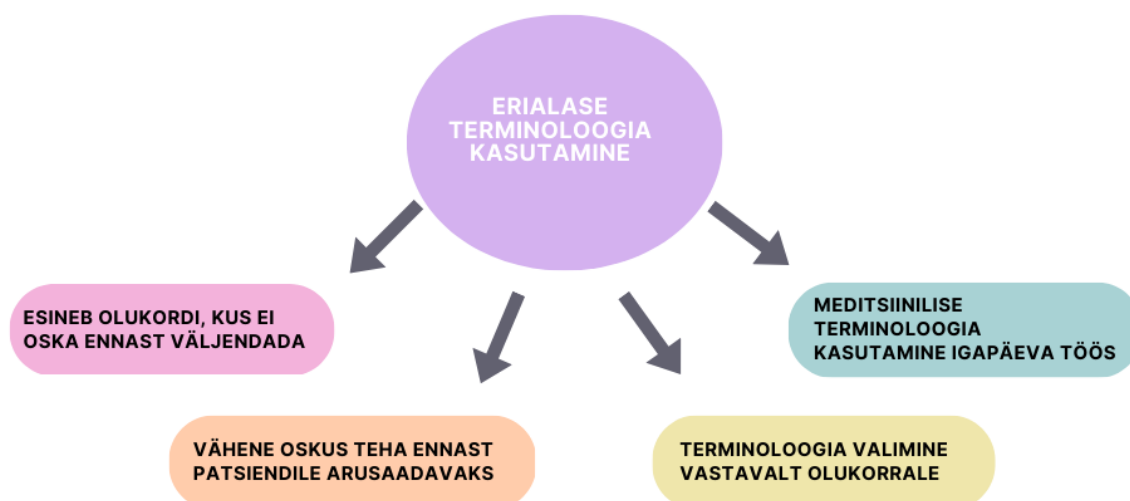 ERIALASE
TERMINOLOOGIA
KASUTAMINE
ESINEB OLUKORDI, KUS EI
OSKA ENNAST VÄLJENDADA
MEDITSIINILISE
TERMINOLOOGIA
KASUTAMINE IGAPÄEVA TÖÖS
VÄHENE OSKUS TEHA ENNAST
PATSIENDILE ARUSAADAVAKS
TERMINOLOOGIA VALIMINE
VASTAVALT OLUKORRALE